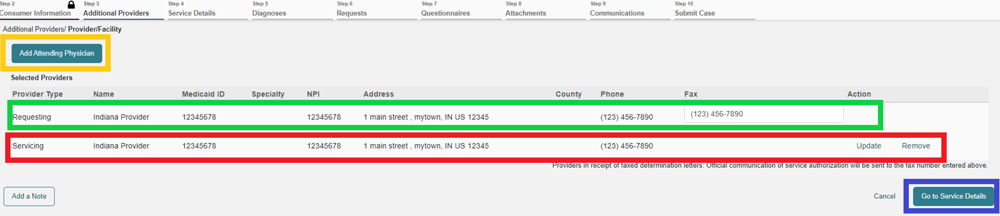 Step 2 Step 3 Step 4 Step 5 Step 6 Step 7 Step 8 Step 9 Step 10
Consumer Information Additional Providers Service Details Diagnoses Requests Questionnaires Attachments Communications Submit Case
Additional Providers/ Provider/Facility
Add Attending Physician
Selected Providers
Provider Type Name Medicaid ID Specialty NPI Address County Phone Fax Action
Requesting Indiana Provider 12345678 12345678 1 main street , mytown, IN US 12345 (123) 456-7890 (123) 456-7890
Servicing Indiana Provider 12345678 12345678 1 main street , mytown, IN US 12345 (123) 456-7890 Update Remove
Providers in receipt of faxed determination letters: Official communication of service authorization will be sent to the fax number entered above.
Add a Note Cancel Go to Service Details